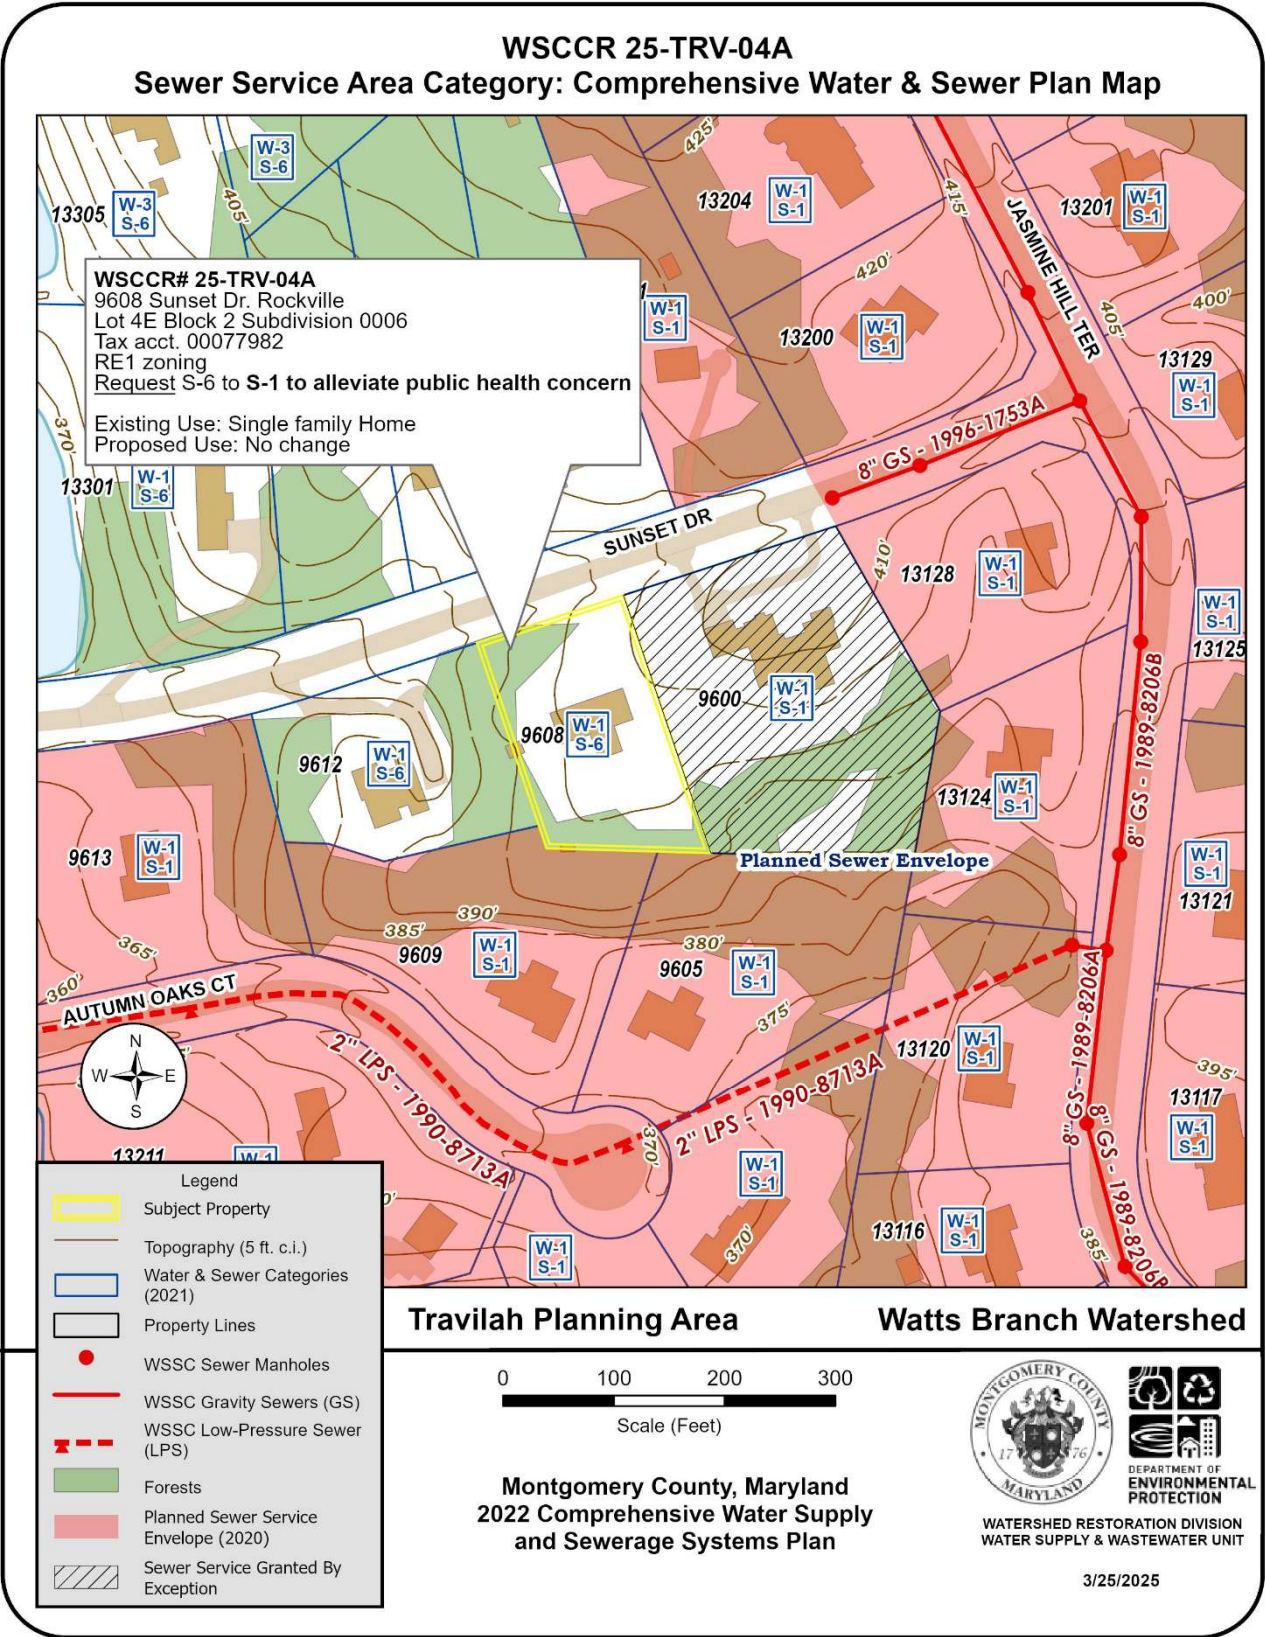 WSCCR 25-TRV-04A
Sewer Service Area Category: Comprehensive Water & Sewer Plan Map
W-3
S-6
13305
W-3
S-6
405'
425'
13204
W-1
S-1
415'
JASMINE HILL TER
13201
W-1
S-1
420'
405'
400'
WSCCR# 25-TRV-04A
9608 Sunset Dr. Rockville
Lot 4E Block 2 Subdivision 0006
Tax acct. 00077982
RE1 zoning
Request S-6 to S-1 to alleviate public health concern
Existing Use: Single family Home
Proposed Use: No change
1
W-1
S-1
13200
W-1
S-1
13129
W-1
S-1
370'
13301
W-1
S-6
8" GS - 1996-1753A
SUNSET DR
410'
13128
W-1
S-1
W-1
S-1
13125
9600
W-1
S-1
9608
W-1
S-6
9612
W-1
S-6
8" GS - 1989-8206B
13124
W-1
S-1
9613
W-1
S-1
Planned Sewer Envelope
W-1
S-1
13121
390'
385'
9609
W-1
S-1
380'
9605
W-1
S-1
365'
360'
AUTUMN OAKS CT
375'
8" GS - 1989-8206A
13120
W-1
S-1
N
W
E
S
2" LPS - 1990-8713A
2" LPS - 1990-8713A
370'
395'
13117
W-1
S-1
8" GS - 1989-8206B
13211
W-1
W-1
S-1
370'
13116
W-1
S-1
385'
W-1
S-1
Legend
Subject Property
Topography (5 ft. c.i.)
Water & Sewer Categories
(2021)
Property Lines
WSSC Sewer Manholes
WSSC Gravity Sewers (GS)
WSSC Low-Pressure Sewer
(LPS)
Forests
Planned Sewer Service
Envelope (2020)
Sewer Service Granted By
Exception
Travilah Planning Area
Watts Branch Watershed
0 100 200 300
Scale (Feet)
Montgomery County, Maryland
2022 Comprehensive Water Supply
and Sewerage Systems Plan
MONTGOMERY COUNTY
17 76
MARYLAND
DEPARTMENT OF
ENVIRONMENTAL
PROTECTION
WATERSHED RESTORATION DIVISION
WATER SUPPLY & WASTEWATER UNIT
3/25/2025